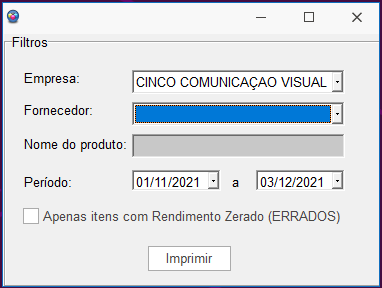 Filtros
Empresa: CINCO COMUNICAÇAO VISUAL
Fornecedor:
Nome do produto:
Período: 01/11/2021 a 03/12/2021
Apenas itens com Rendimento Zerado (ERRADOS)
Imprimir